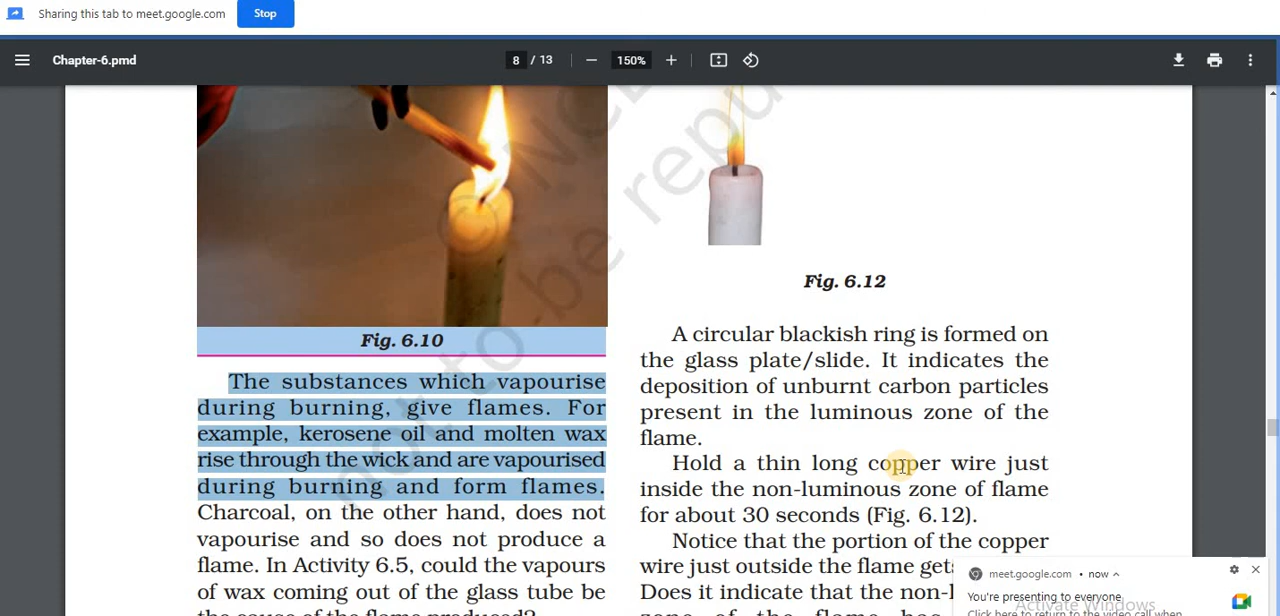 Sharing this tab to meet.google.com Stop
Chapter-6.pmd 8 / 13 150%
Fig. 6.10
The substances which vapourise
during burning, give flames. For
example, kerosene oil and molten wax
rise through the wick and are vapourised
during burning and form flames.
Charcoal, on the other hand, does not
vapourise and so does not produce a
flame. In Activity 6.5, could the vapours
of wax coming out of the glass tube be
the cause of the flame produced?
Fig. 6.12
A circular blackish ring is formed on
the glass plate/slide. It indicates the
deposition of unburnt carbon particles
present in the luminous zone of the
flame.
Hold a thin long copper wire just
inside the non-luminous zone of flame
for about 30 seconds (Fig. 6.12).
Notice that the portion of the copper
wire just outside the flame gets
Does it indicate that the non-l
zone of the flame has
not to be repu
© NCE
meet.google.com • now
You're presenting to everyone
Click here to return to the video call when
Activate Windows